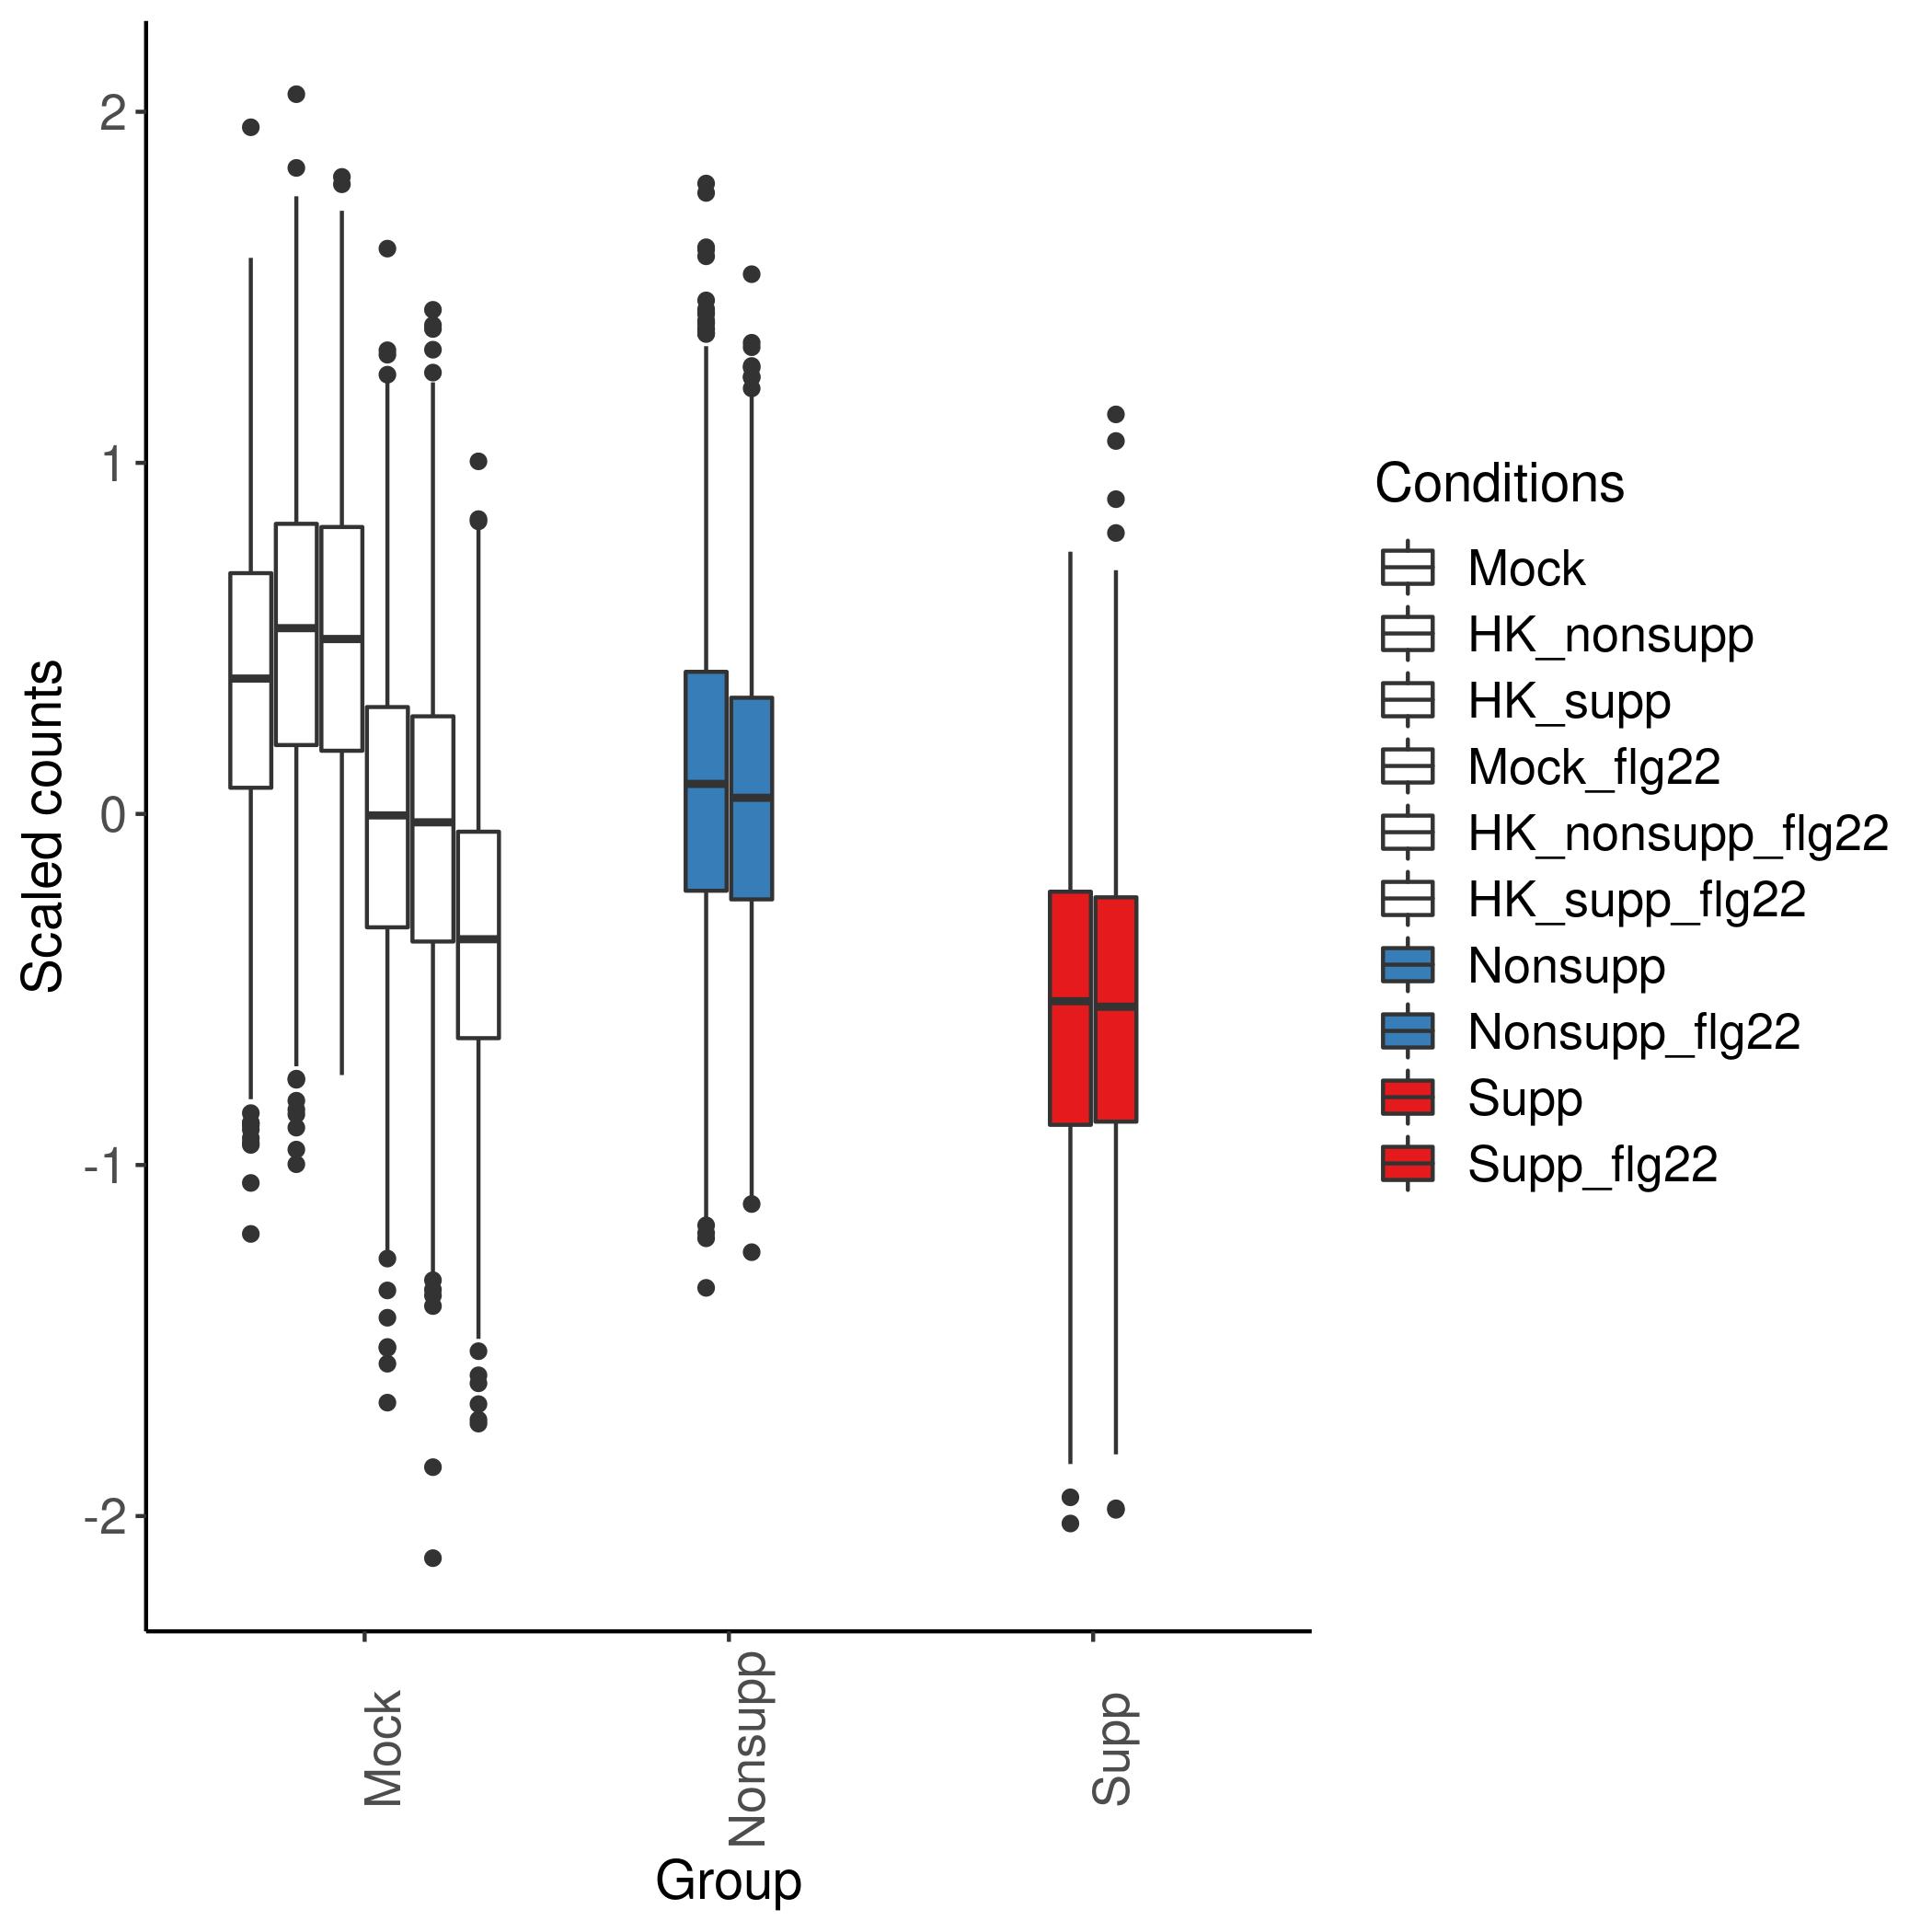 2
1
0
-1
-2
Scaled counts
Mock
Nonsupp
Supp
Group
Conditions
Mock
HK_nonsupp
HK_supp
Mock_flg22
HK_nonsupp_flg22
HK_supp_flg22
Nonsupp
Nonsupp_flg22
Supp
Supp_flg22